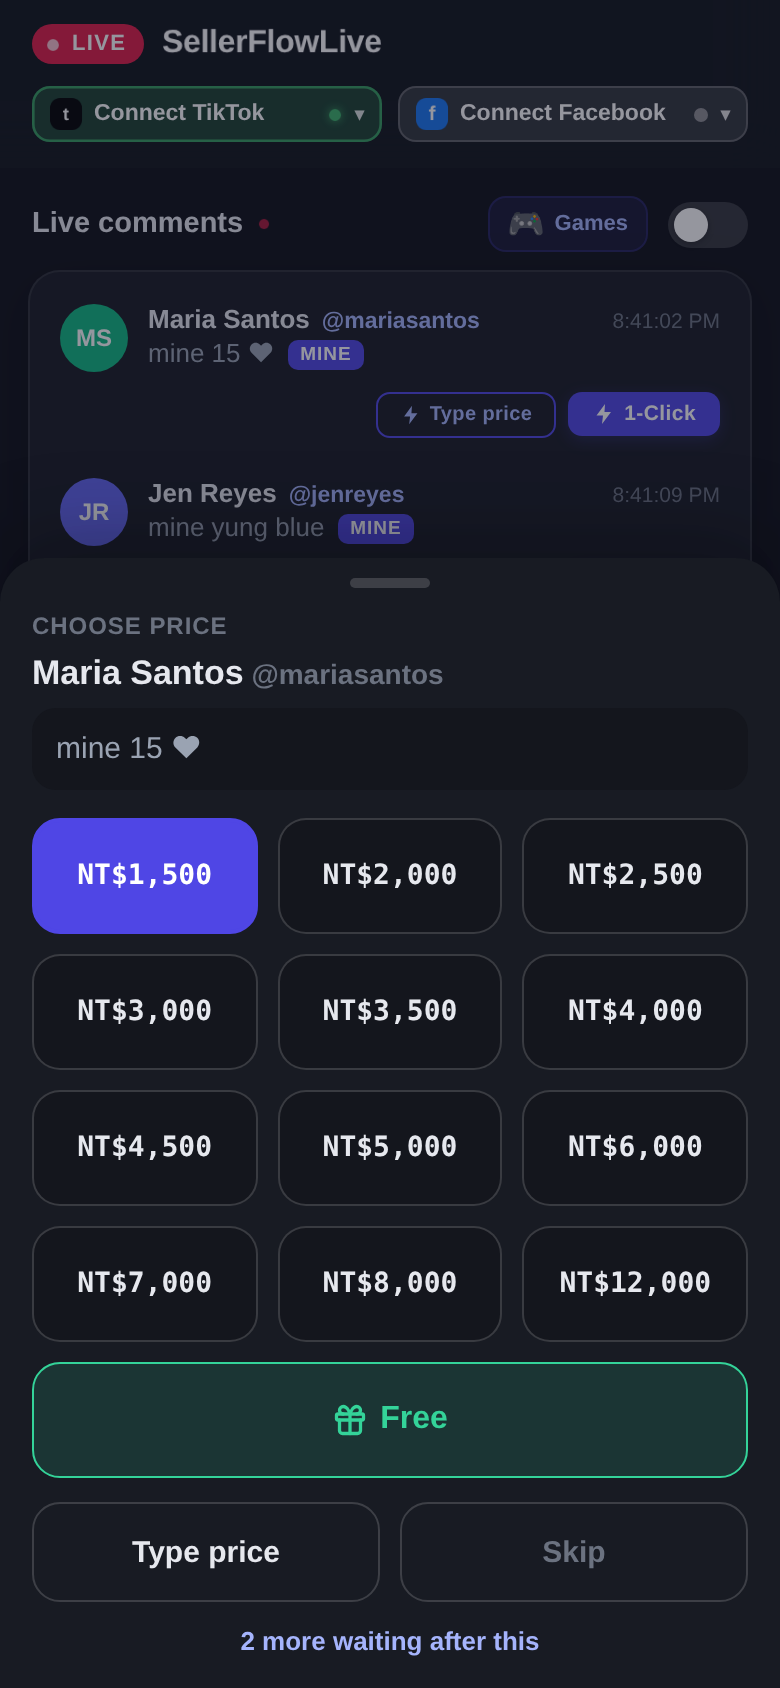 LIVE SellerFlowLive
t Connect TikTok ▾ f Connect Facebook ▾
Live comments 🎮 Games
MS Maria Santos @mariasantos 8:41:02 PM
mine 15 ♥ MINE
Type price 1-Click
JR Jen Reyes @jenreyes 8:41:09 PM
mine yung blue MINE
CHOOSE PRICE
Maria Santos @mariasantos
mine 15 ♥
NT$1,500 NT$2,000 NT$2,500
NT$3,000 NT$3,500 NT$4,000
NT$4,500 NT$5,000 NT$6,000
NT$7,000 NT$8,000 NT$12,000
Free
Type price Skip
2 more waiting after this